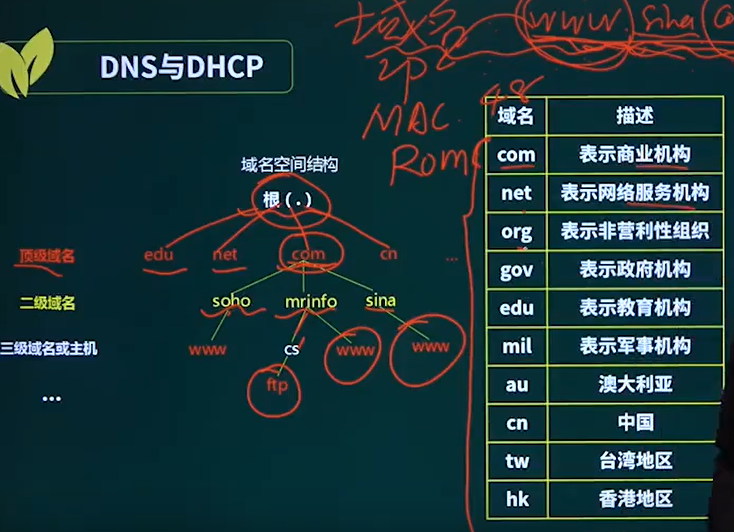 域名 www. sina
ip
MAC 48
Rom
DNS与DHCP
域名空间结构
根 (.)
顶级域名 edu net com cn ...
二级域名 soho mrinfo sina
三级域名或主机 www cs www www
ftp
...
域名 描述
com 表示商业机构
net 表示网络服务机构
org 表示非营利性组织
gov 表示政府机构
edu 表示教育机构
mil 表示军事机构
au 澳大利亚
cn 中国
tw 台湾地区
hk 香港地区